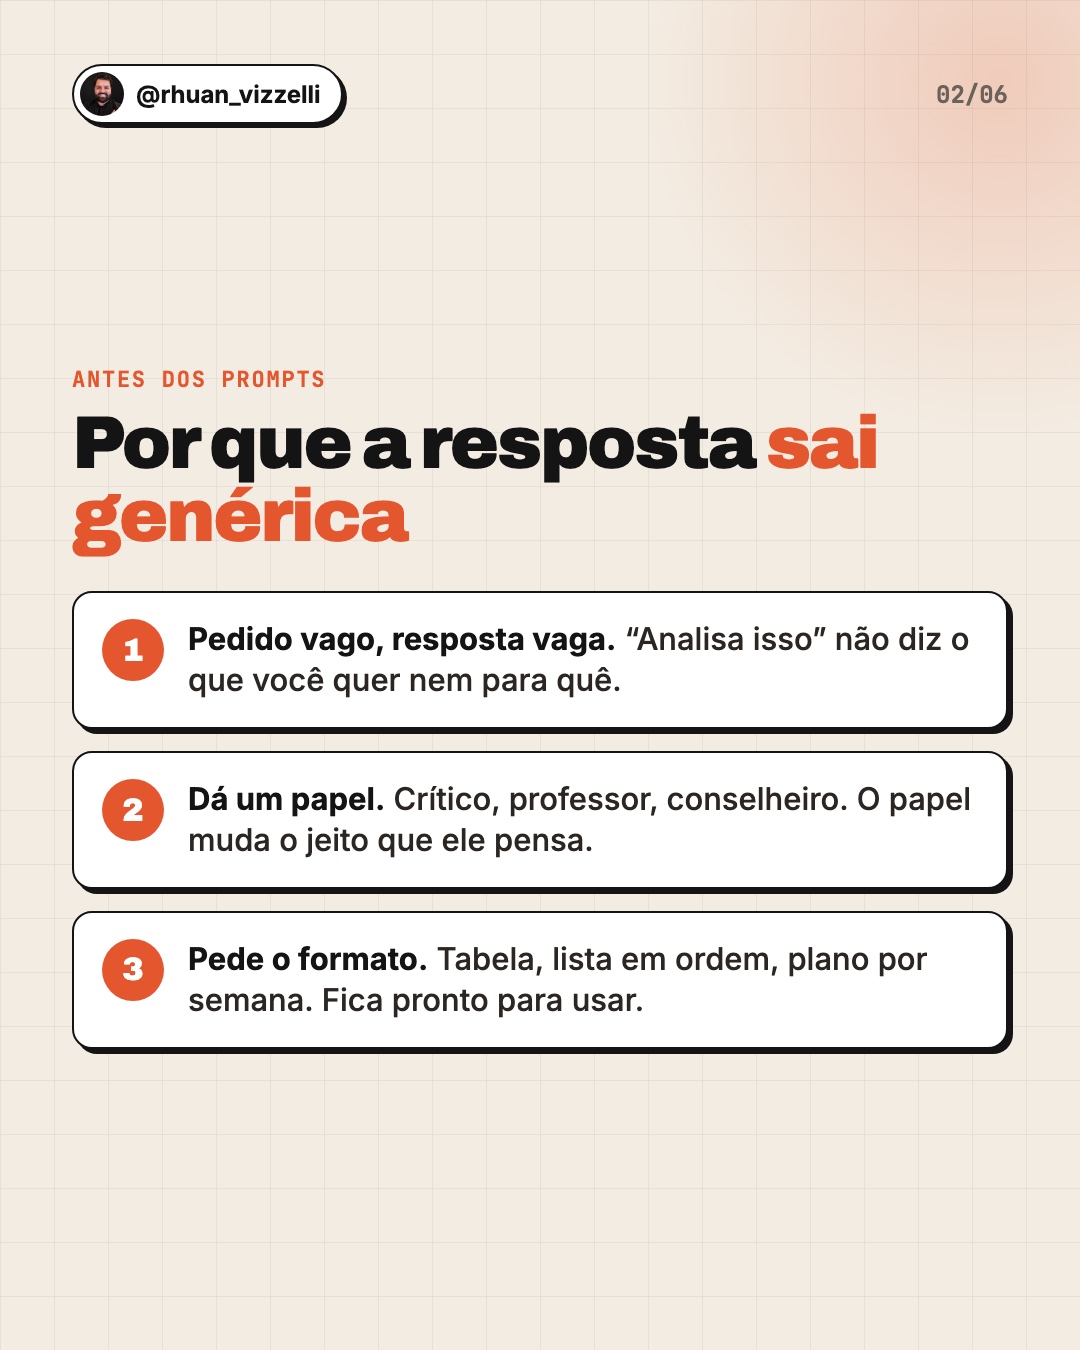 @rhuan_vizzelli
02/06
ANTES DOS PROMPTS
Por que a resposta sai
genérica
1
Pedido vago, resposta vaga. “Analisa isso” não diz o
que você quer nem para quê.
2
Dá um papel. Crítico, professor, conselheiro. O papel
muda o jeito que ele pensa.
3
Pede o formato. Tabela, lista em ordem, plano por
semana. Fica pronto para usar.